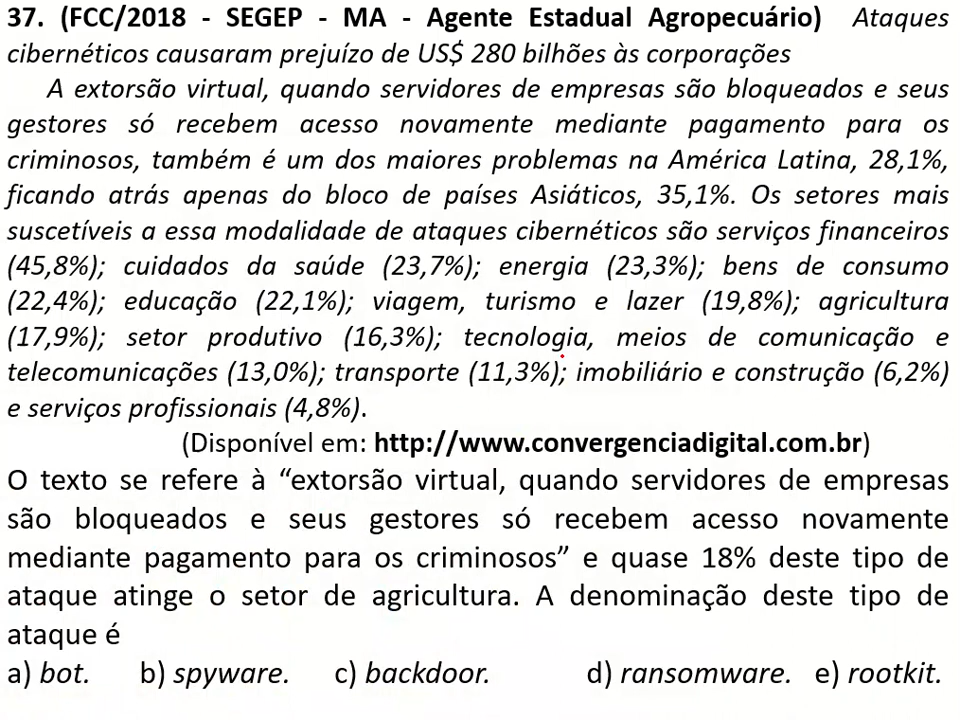 37. (FCC/2018 - SEGEP - MA - Agente Estadual Agropecuário) Ataques
cibernéticos causaram prejuízo de US$ 280 bilhões às corporações
A extorsão virtual, quando servidores de empresas são bloqueados e seus
gestores só recebem acesso novamente mediante pagamento para os
criminosos, também é um dos maiores problemas na América Latina, 28,1%,
ficando atrás apenas do bloco de países Asiáticos, 35,1%. Os setores mais
suscetíveis a essa modalidade de ataques cibernéticos são serviços financeiros
(45,8%); cuidados da saúde (23,7%); energia (23,3%); bens de consumo
(22,4%); educação (22,1%); viagem, turismo e lazer (19,8%); agricultura
(17,9%); setor produtivo (16,3%); tecnologia, meios de comunicação e
telecomunicações (13,0%); transporte (11,3%); imobiliário e construção (6,2%)
e serviços profissionais (4,8%).
(Disponível em: http://www.convergenciadigital.com.br)
O texto se refere à “extorsão virtual, quando servidores de empresas
são bloqueados e seus gestores só recebem acesso novamente
mediante pagamento para os criminosos” e quase 18% deste tipo de
ataque atinge o setor de agricultura. A denominação deste tipo de
ataque é
a) bot. b) spyware. c) backdoor. d) ransomware. e) rootkit.